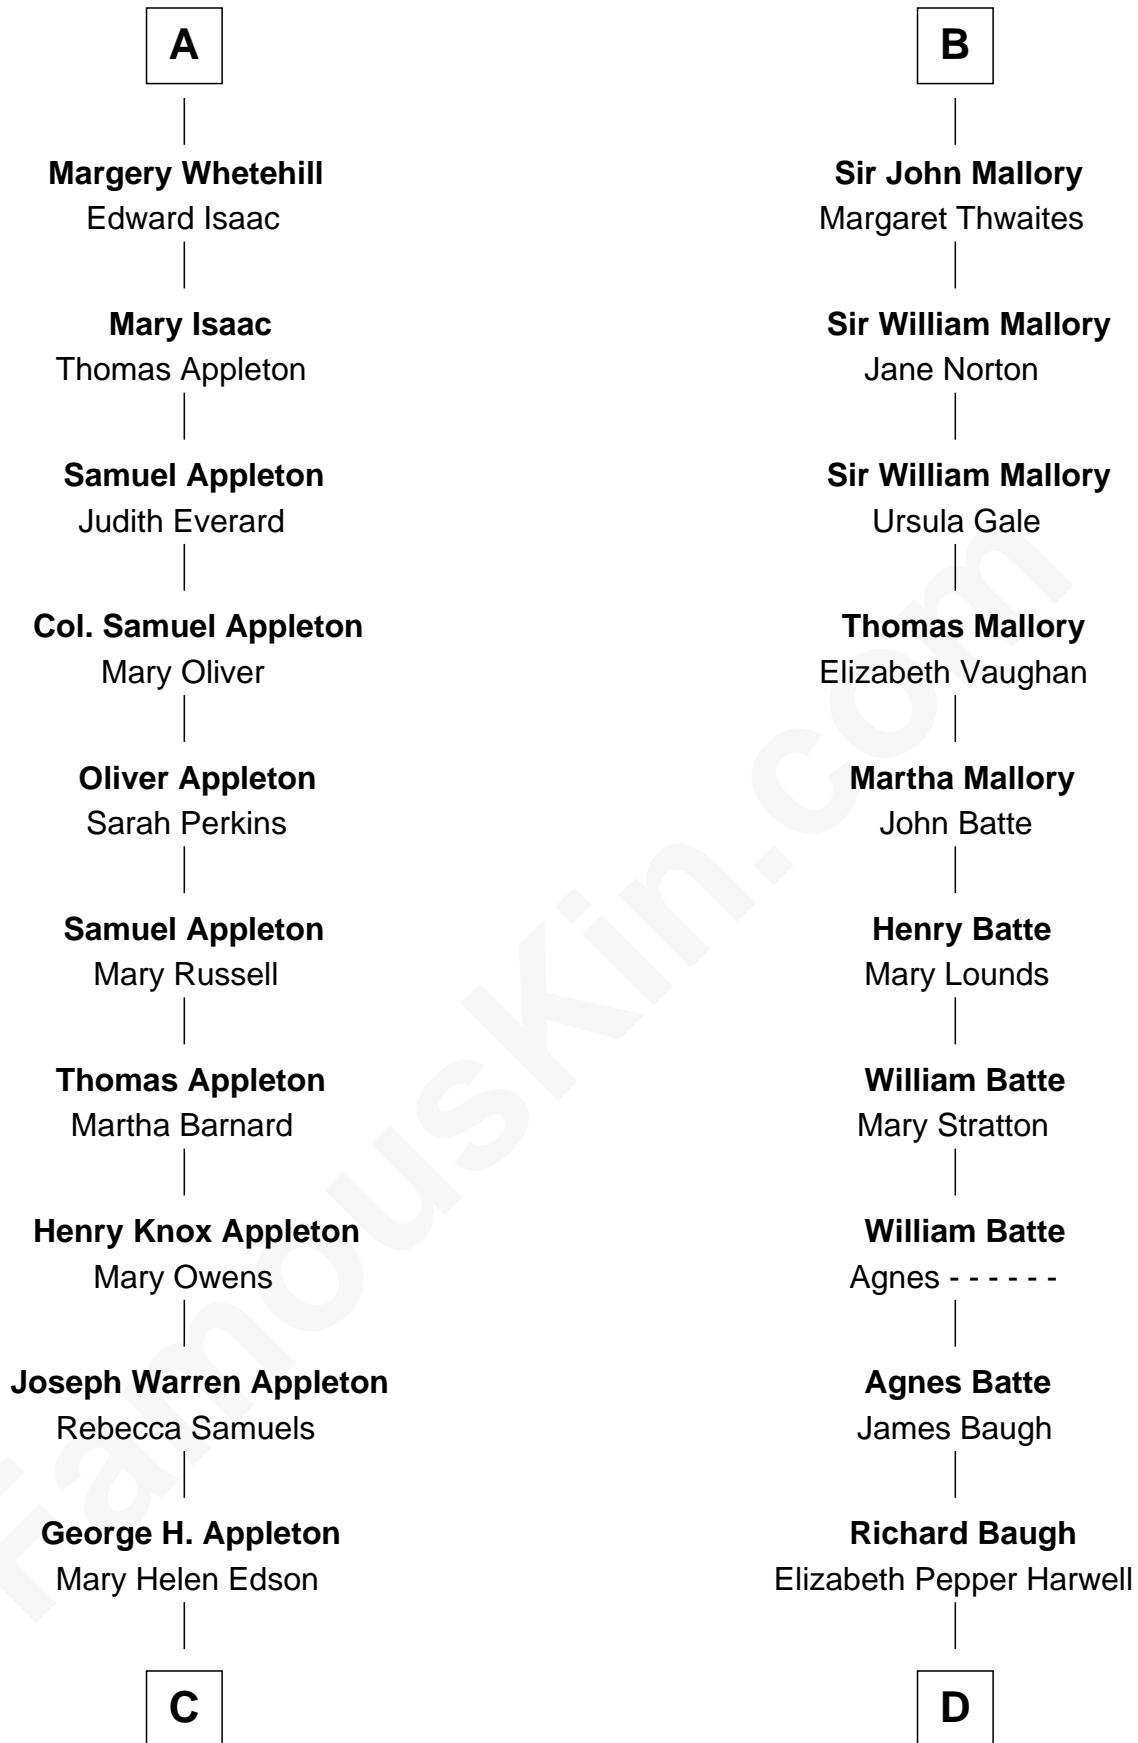 A
Margery Whetehill
Edward Isaac
Mary Isaac
Thomas Appleton
Samuel Appleton
Judith Everard
Col. Samuel Appleton
Mary Oliver
Oliver Appleton
Sarah Perkins
Samuel Appleton
Mary Russell
Thomas Appleton
Martha Barnard
Henry Knox Appleton
Mary Owens
Joseph Warren Appleton
Rebecca Samuels
George H. Appleton
Mary Helen Edson
C
B
Sir John Mallory
Margaret Thwaites
Sir William Mallory
Jane Norton
Sir William Mallory
Ursula Gale
Thomas Mallory
Elizabeth Vaughan
Martha Mallory
John Batte
Henry Batte
Mary Lounds
William Batte
Mary Stratton
William Batte
Agnes - - - - - -
Agnes Batte
James Baugh
Richard Baugh
Elizabeth Pepper Harwell
D
FamousKin.com